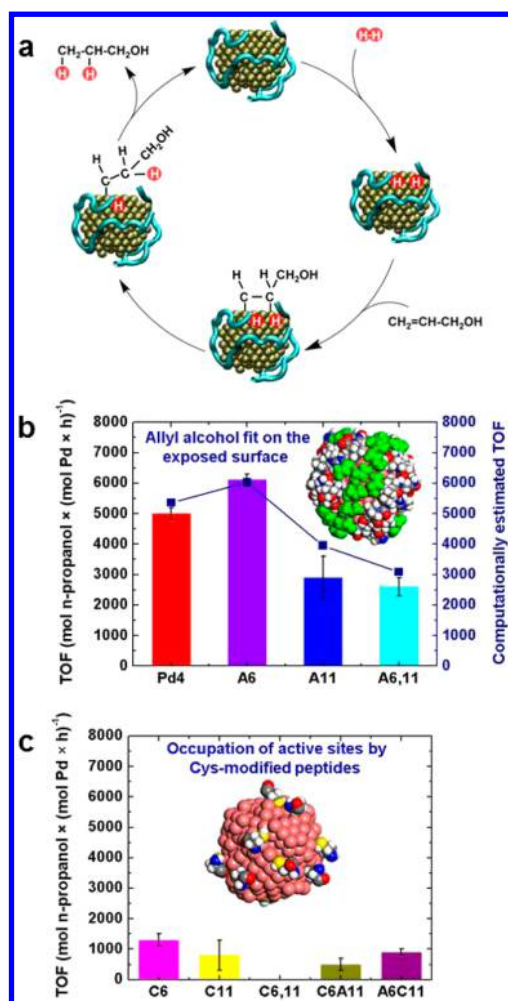 a
CH₂-CH-CH₂OH
H H
H-H
H
CH₂OH
C
C
H
H
H H
H
H
CH₂OH
C
C
H H
CH₂=CH-CH₂OH
b
8000
7000
6000
5000
4000
3000
2000
1000
0
TOF (mol n-propanol × (mol Pd × h)⁻¹)
Allyl alcohol fit on the
exposed surface
8000
7000
6000
5000
4000
3000
2000
1000
0
Computationally estimated TOF
Pd4 A6 A11 A6,11
c
8000
7000
6000
5000
4000
3000
2000
1000
0
TOF (mol n-propanol × (mol Pd × h)⁻¹)
Occupation of active sites by
Cys-modified peptides
C6 C11 C6,11 C6A11 A6C11